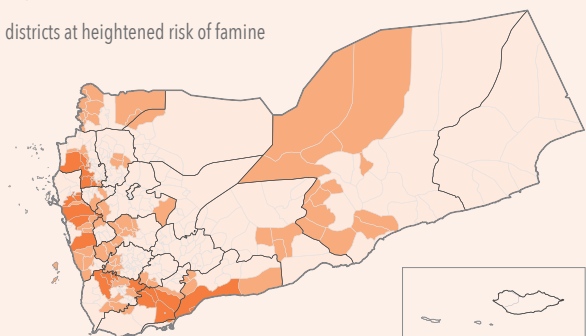 districts at heightened risk of famine